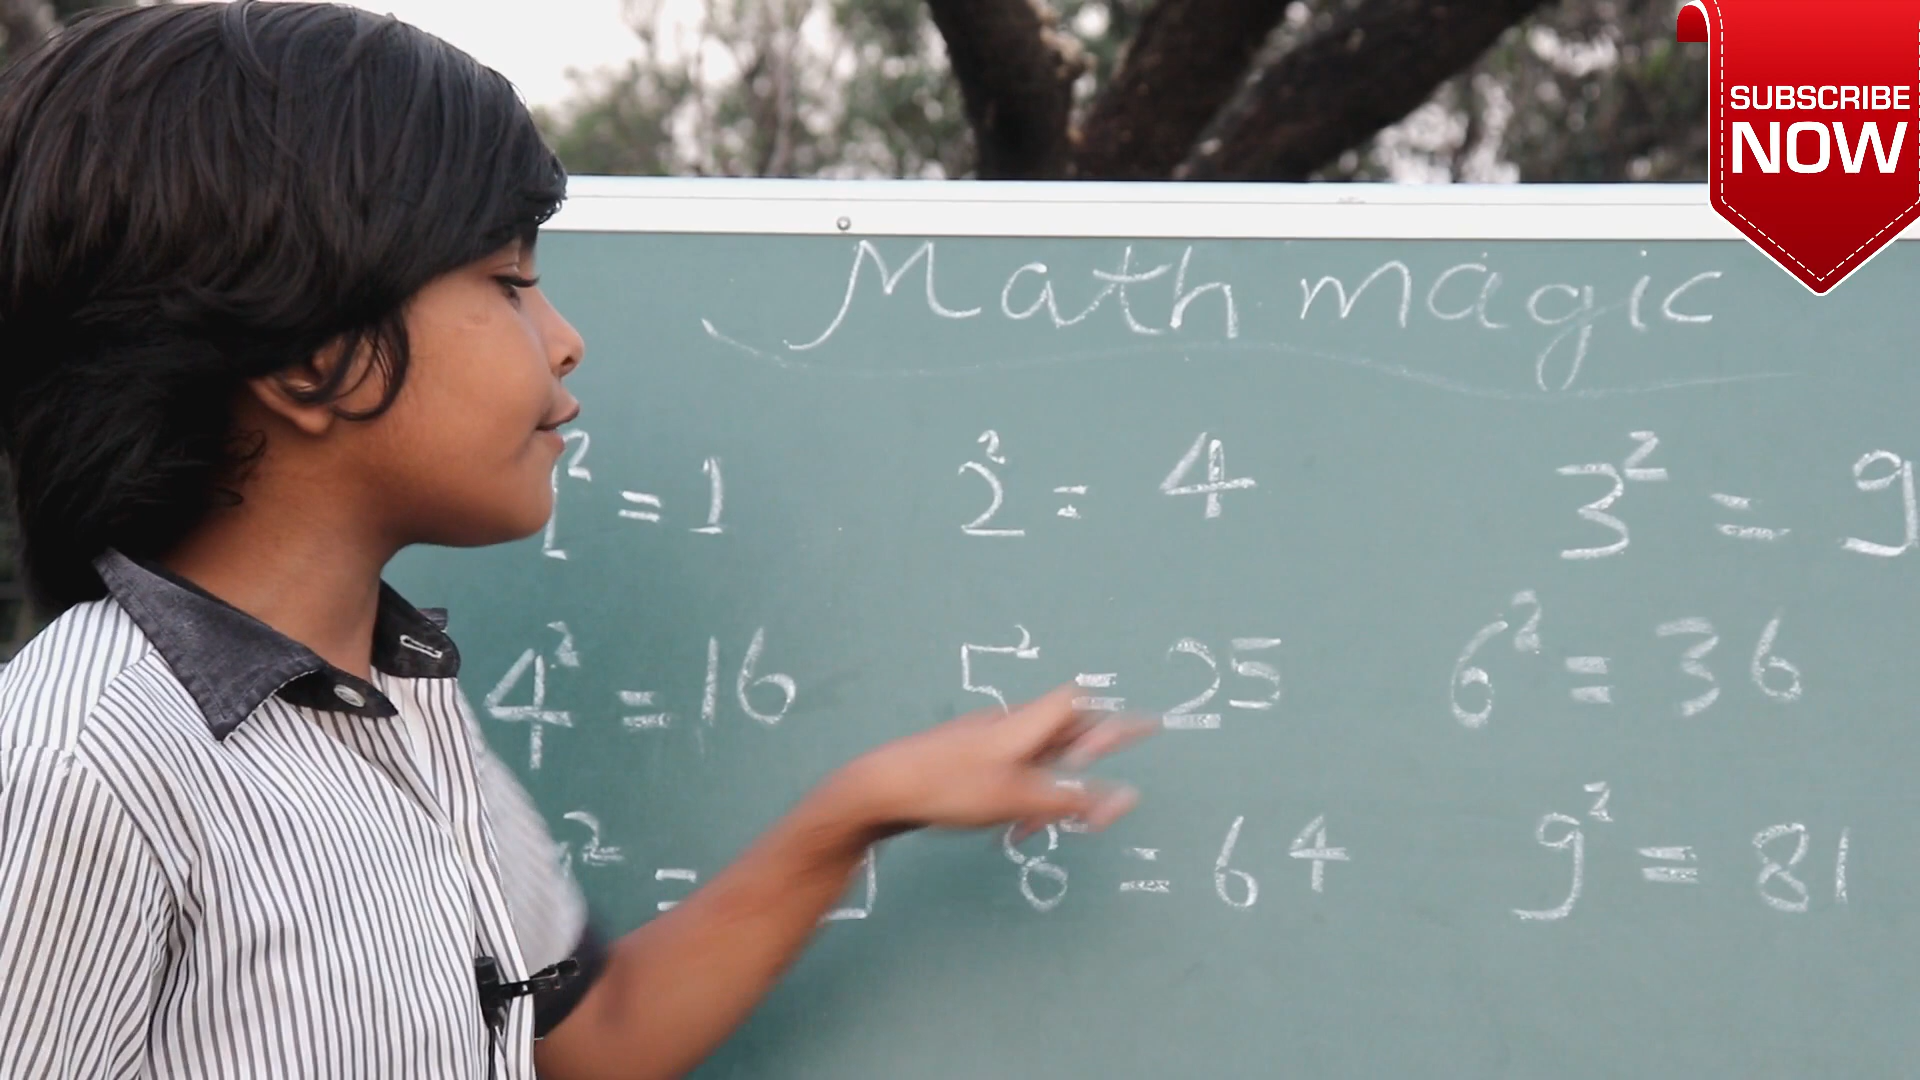 SUBSCRIBE
NOW
Math magic
1² = 1 2² = 4 3² = 9
4² = 16 5² = 25 6² = 36
² = 8² = 64 9² = 81